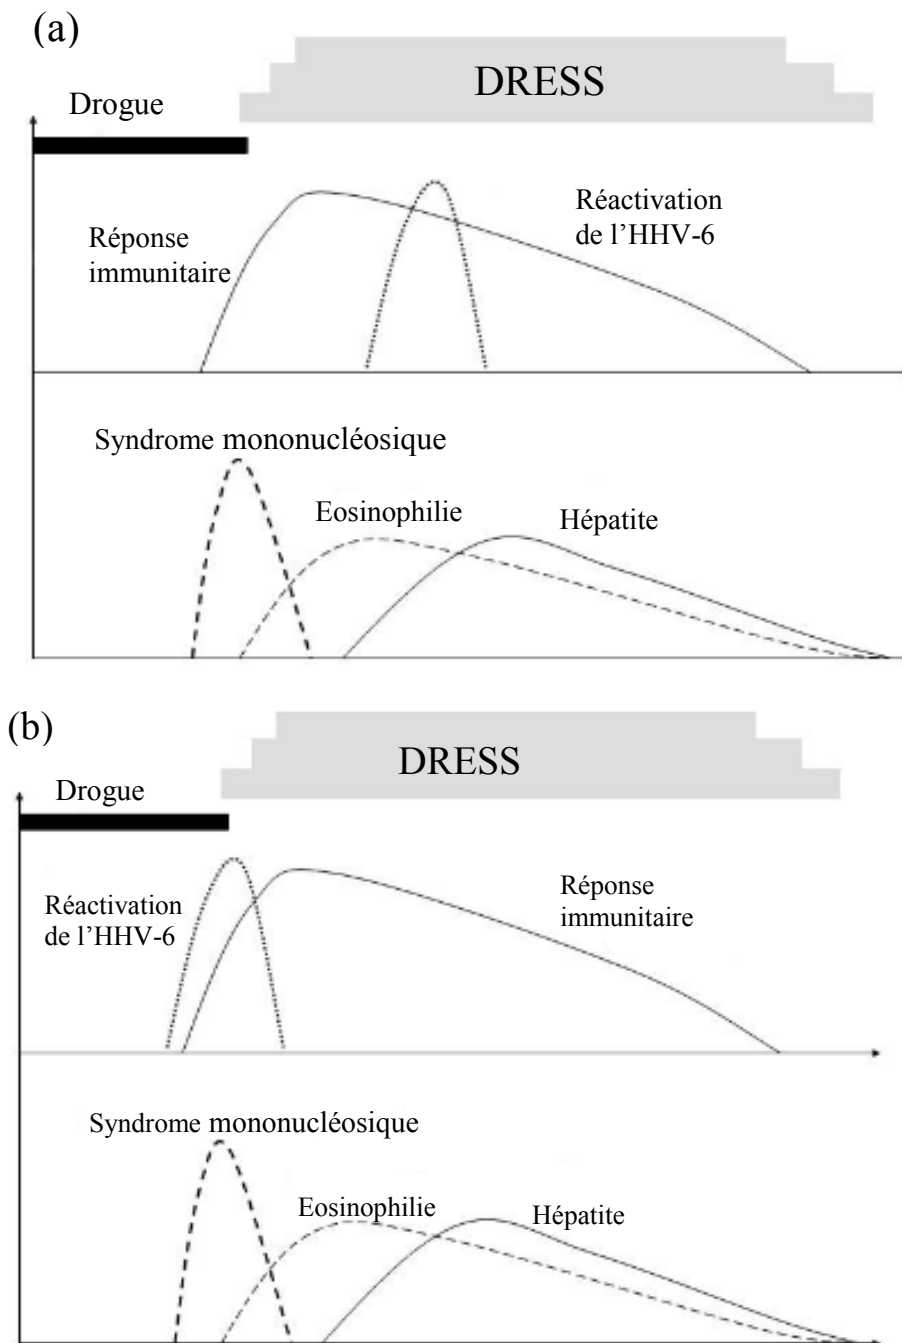 (a)
DRESS
Drogue
Réponse
immunitaire
Réactivation
de l’HHV-6
Syndrome mononucléosique
Eosinophilie
Hépatite
(b)
DRESS
Drogue
Réactivation
de l’HHV-6
Réponse
immunitaire
Syndrome mononucléosique
Eosinophilie
Hépatite